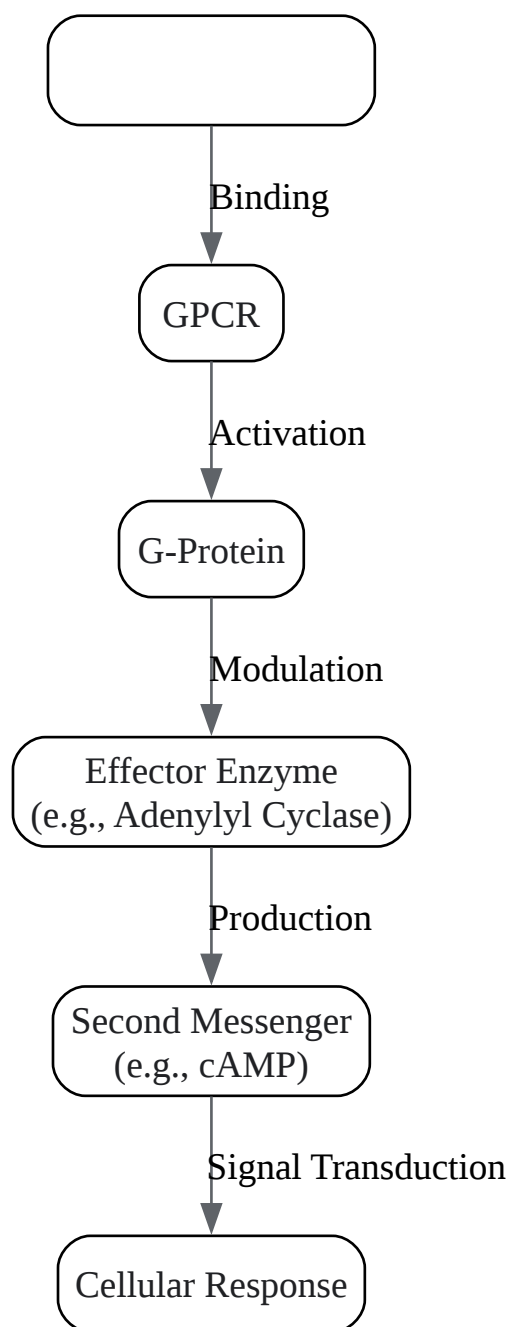 Binding
GPCR
Activation
G-Protein
Modulation
Effector Enzyme
(e.g., Adenylyl Cyclase)
Production
Second Messenger
(e.g., cAMP)
Signal Transduction
Cellular Response